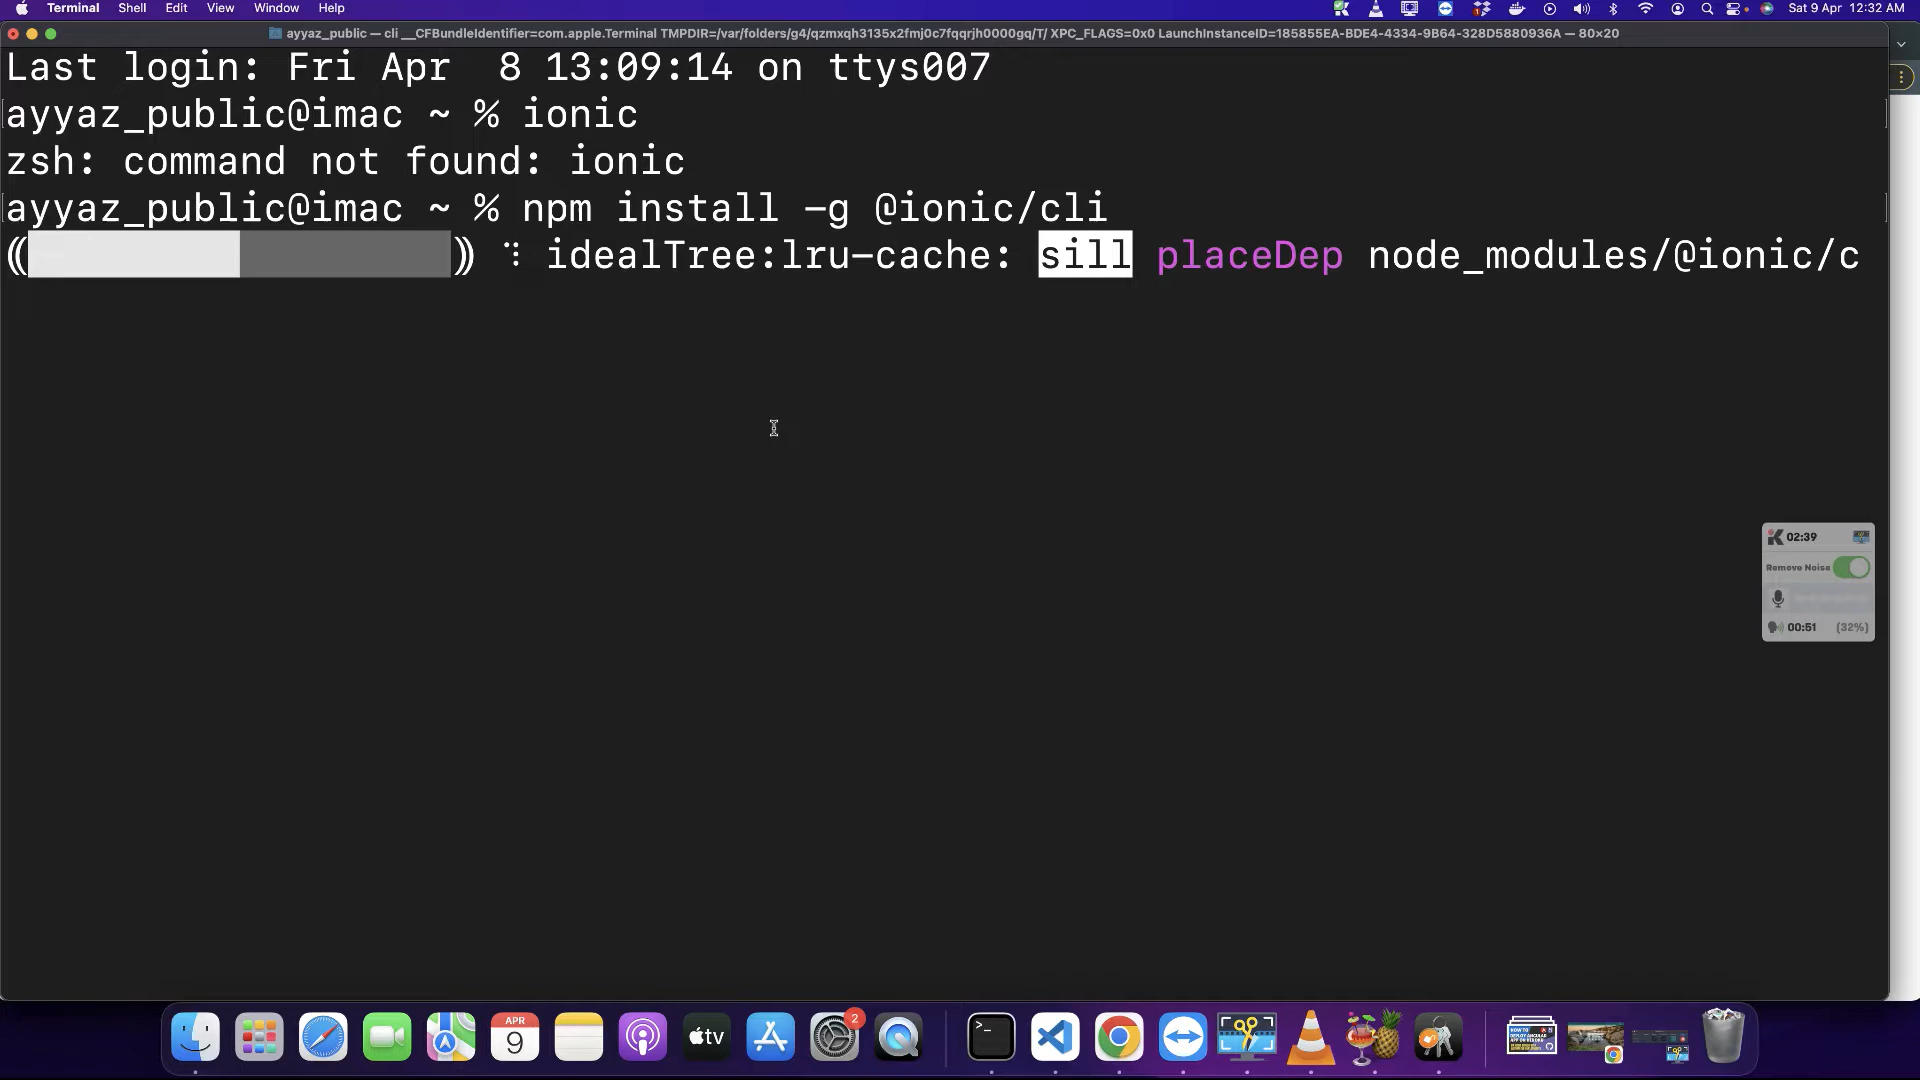 Terminal Shell Edit View Window Help
Sat 9 Apr 12:32 AM
ayyaz_public — cli __CFBundleIdentifier=com.apple.Terminal TMPDIR=/var/folders/g4/qzmxqh3135x2fmj0c7fqqrjh0000gq/T/ XPC_FLAGS=0x0 LaunchInstanceID=185855EA-BDE4-4334-9B64-328D5880936A — 80×20
Last login: Fri Apr  8 13:09:14 on ttys007
ayyaz_public@imac ~ % ionic
zsh: command not found: ionic
ayyaz_public@imac ~ % npm install -g @ionic/cli
(( )) ⠹ idealTree:lru-cache: sill placeDep node_modules/@ionic/c
02:39
Remove Noise
00:51 (32%)
APR
9
tv
2
>_
HOW TO